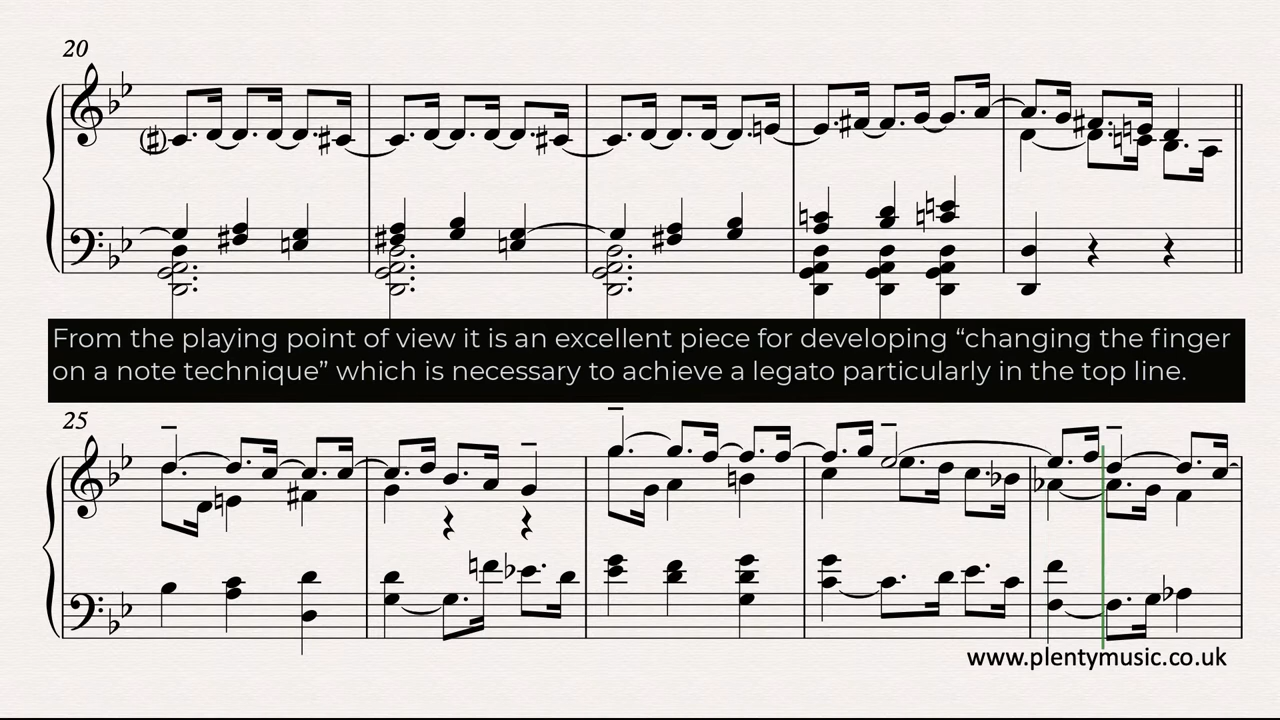 20
From the playing point of view it is an excellent piece for developing “changing the finger
on a note technique” which is necessary to achieve a legato particularly in the top line.
25
www.plentymusic.co.uk